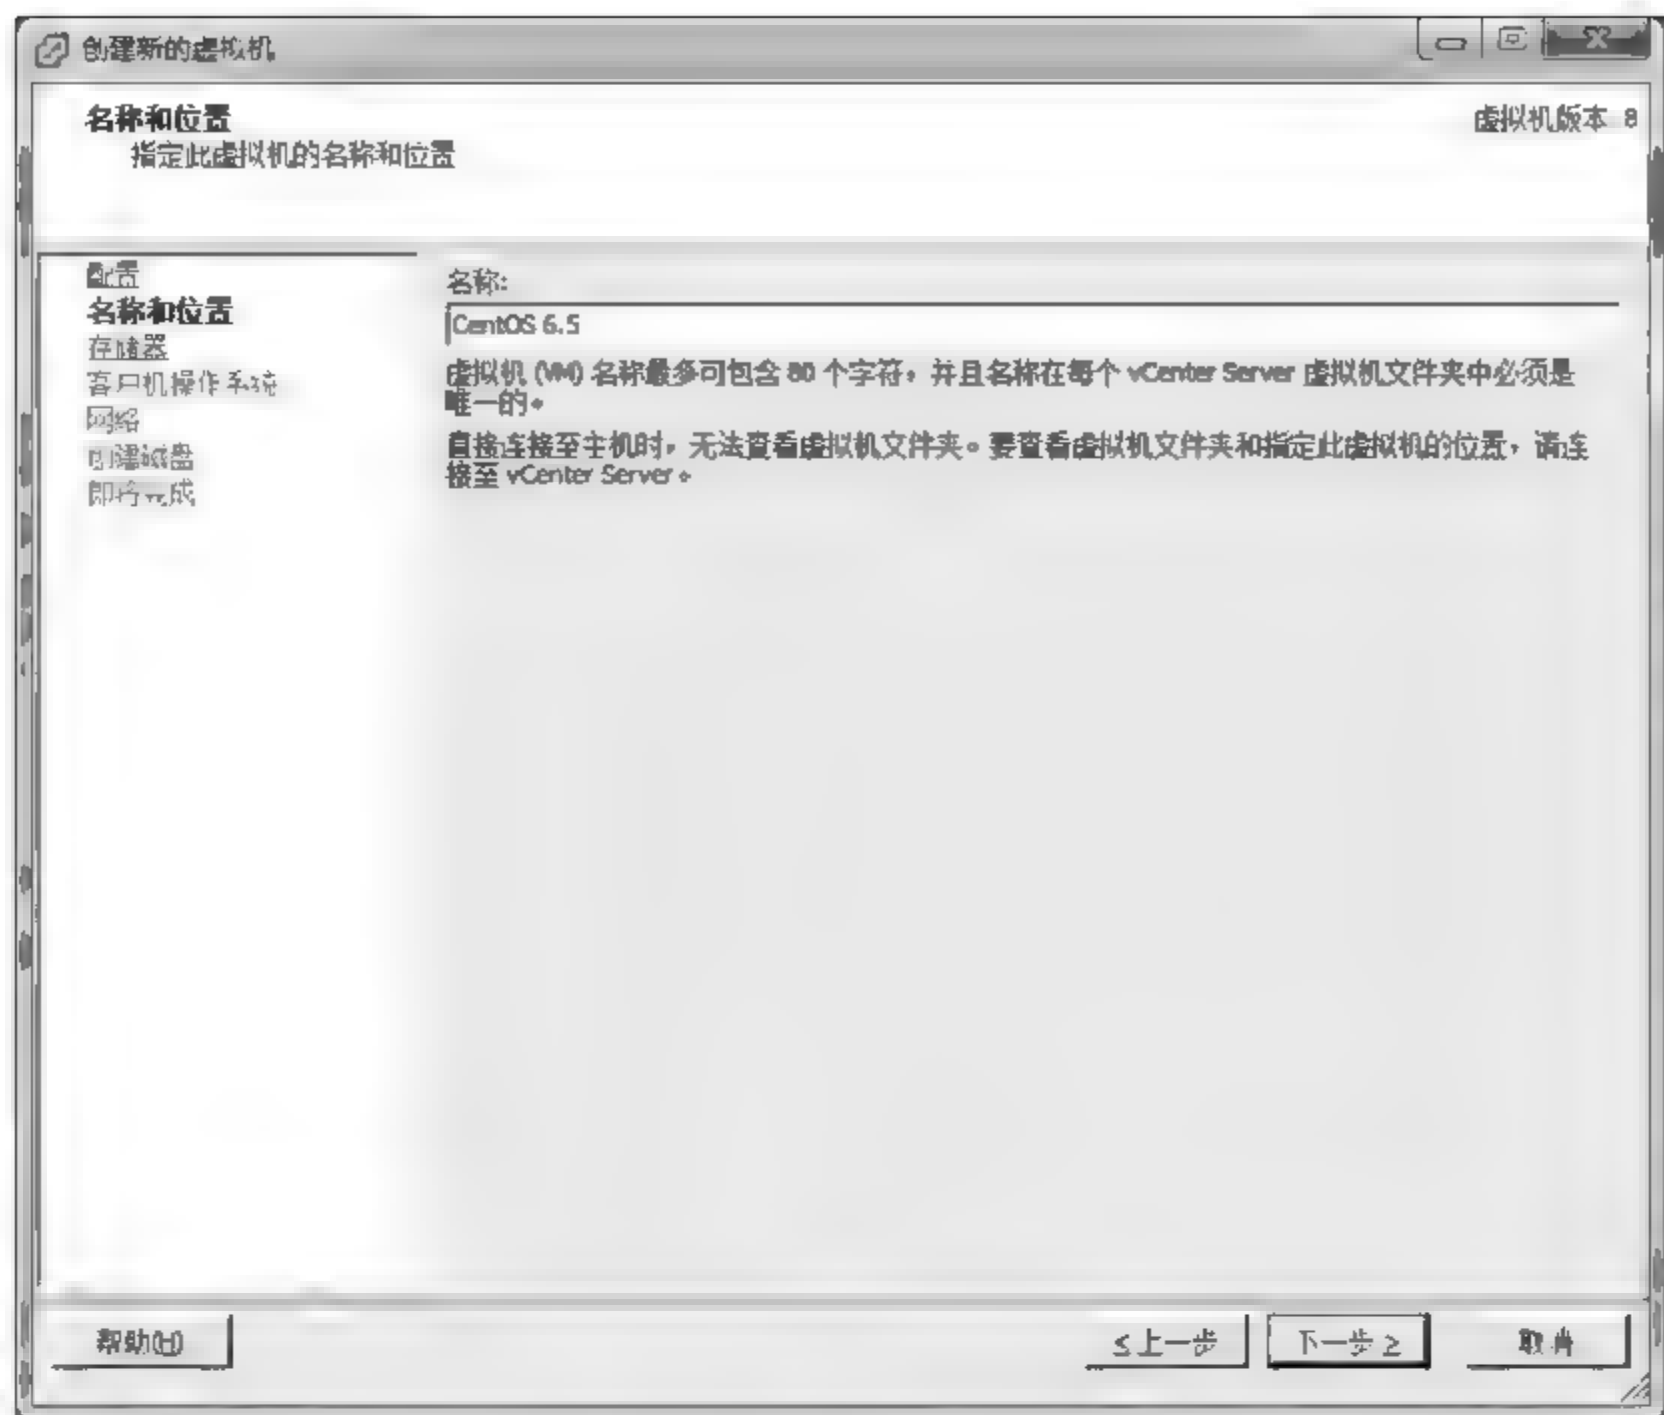 创建新的虚拟机
名称和位置
虚拟机版本 8
指定此虚拟机的名称和位置
配置
名称和位置
存储器
客户机操作系统
网络
创建磁盘
即将完成
名称:
CentOS 6.5
虚拟机 (VM) 名称最多可包含 80 个字符，并且名称在每个 vCenter Server 虚拟机文件夹中必须是
唯一的。
直接连接至主机时，无法查看虚拟机文件夹。要查看虚拟机文件夹和指定此虚拟机的位置，请连
接至 vCenter Server。
帮助(H)
≤上一步
下一步≥
取消